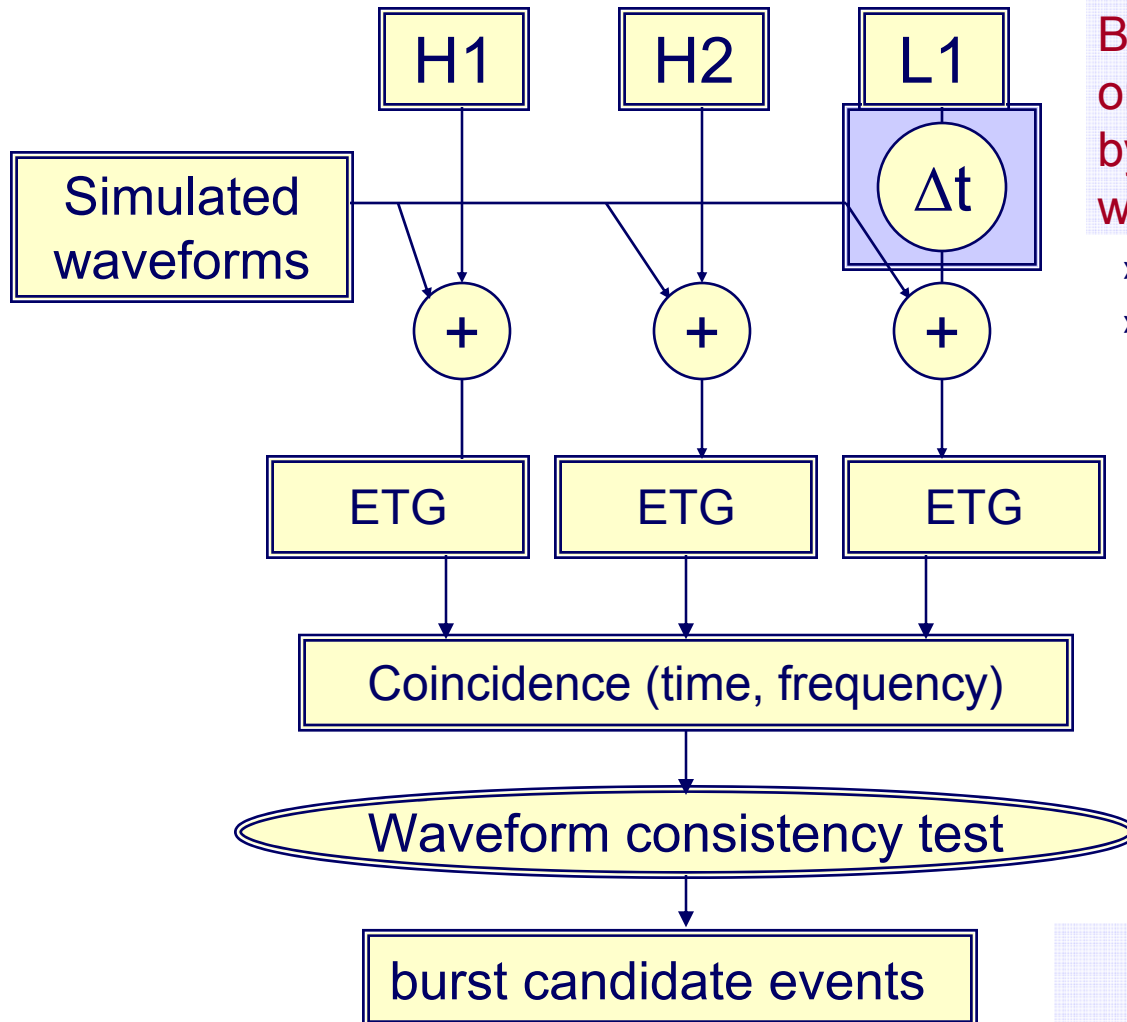 H1
H2
L1
Δt
Simulated
waveforms
+
+
+
ETG
ETG
ETG
Coincidence (time, frequency)
Waveform consistency test
burst candidate events